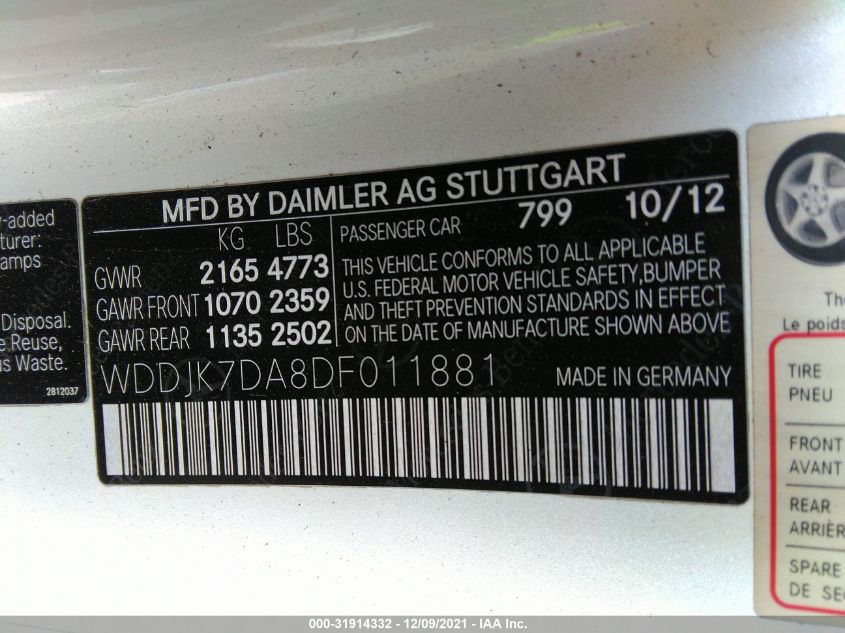 y-added
turer:
amps
Disposal.
e Reuse,
s Waste.
2812037
MFD BY DAIMLER AG STUTTGART
KG LBS
GVWR 2165 4773
GAWR FRONT 1070 2359
GAWR REAR 1135 2502
PASSENGER CAR 799 10/12
THIS VEHICLE CONFORMS TO ALL APPLICABLE
U.S. FEDERAL MOTOR VEHICLE SAFETY,BUMPER
AND THEFT PREVENTION STANDARDS IN EFFECT
ON THE DATE OF MANUFACTURE SHOWN ABOVE
WDDJK7DA8DF011881 MADE IN GERMANY
The
Le poids
TIRE
PNEU
FRONT
AVANT
REAR
ARRIÈR
SPARE
DE SEC
000-31914332 - 12/09/2021 - IAA Inc.